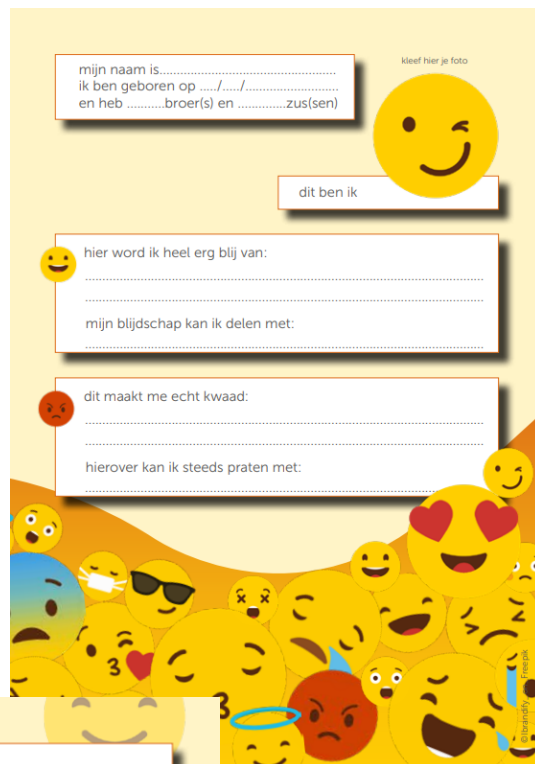 kleef hier je foto
mijn naam is....................................................
ik ben geboren op ...../...../...........................
en heb ...........broer(s) en ..............zus(sen)
dit ben ik
hier word ik heel erg blij van:
......................................................................................................................
......................................................................................................................
mijn blijdschap kan ik delen met:
......................................................................................................................
dit maakt me echt kwaad:
......................................................................................................................
......................................................................................................................
hierover kan ik steeds praten met:
......................................................................................................................